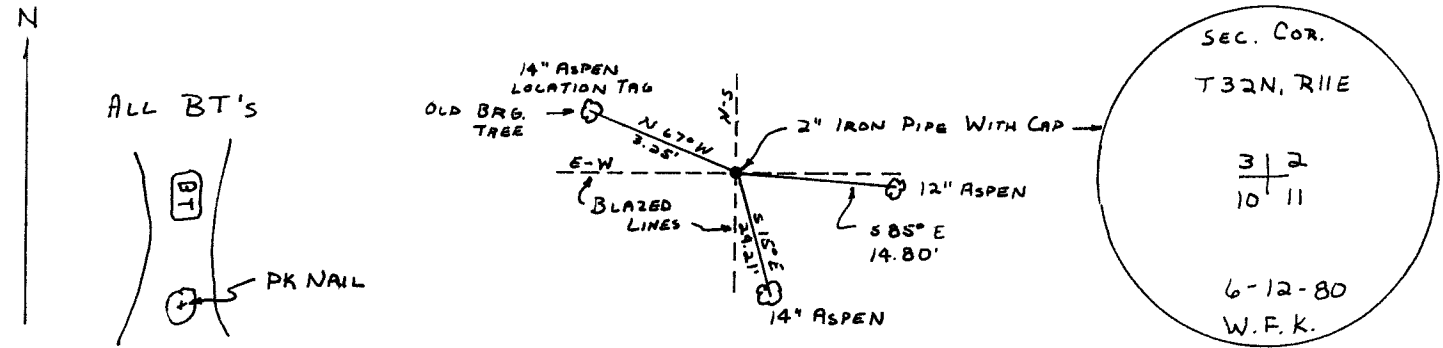 N
ALL BT's
BT
PK NAIL
14" ASPEN
LOCATION TAG
OLD BRG.
TREE
N 67° W
3.25'
N-S
E-W
BLAZED
LINES
2" IRON PIPE WITH CAP
12" ASPEN
S 85° E
14.80'
S 15° E
24.21'
14" ASPEN
SEC. COR.
T32N, R11E
3 | 2
10 | 11
6-12-80
W.F.K.